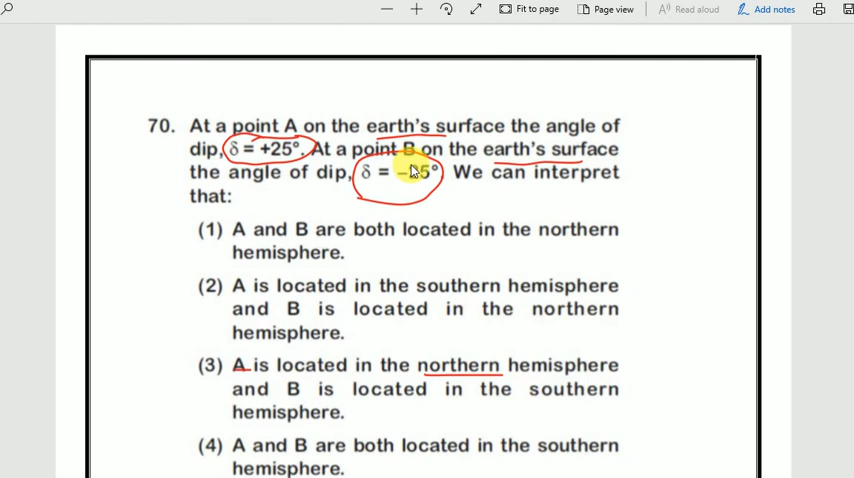 Fit to page
Page view
Read aloud
Add notes
70. At a point A on the earth's surface the angle of
dip, δ = +25°. At a point B on the earth's surface
the angle of dip, δ = –25°. We can interpret
that:
(1) A and B are both located in the northern
hemisphere.
(2) A is located in the southern hemisphere
and B is located in the northern
hemisphere.
(3) A is located in the northern hemisphere
and B is located in the southern
hemisphere.
(4) A and B are both located in the southern
hemisphere.